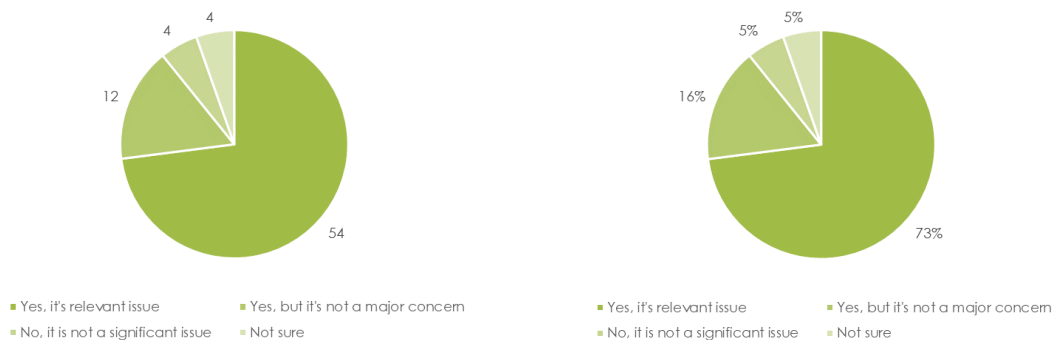 4
4
12
54
Yes, it's relevant issue
Yes, but it's not a major concern
No, it is not a significant issue
Not sure
5%
5%
16%
73%
Yes, it's relevant issue
Yes, but it's not a major concern
No, it is not a significant issue
Not sure